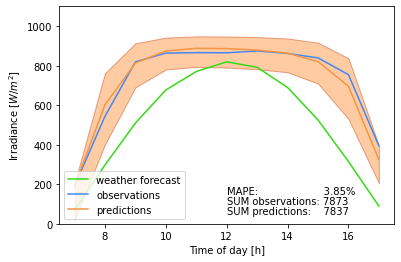 1000
800
600
400
200
0
Irradiance [W/m²]
weather forecast
observations
predictions
MAPE: 3.85%
SUM observations: 7873
SUM predictions: 7837
8 10 12 14 16
Time of day [h]